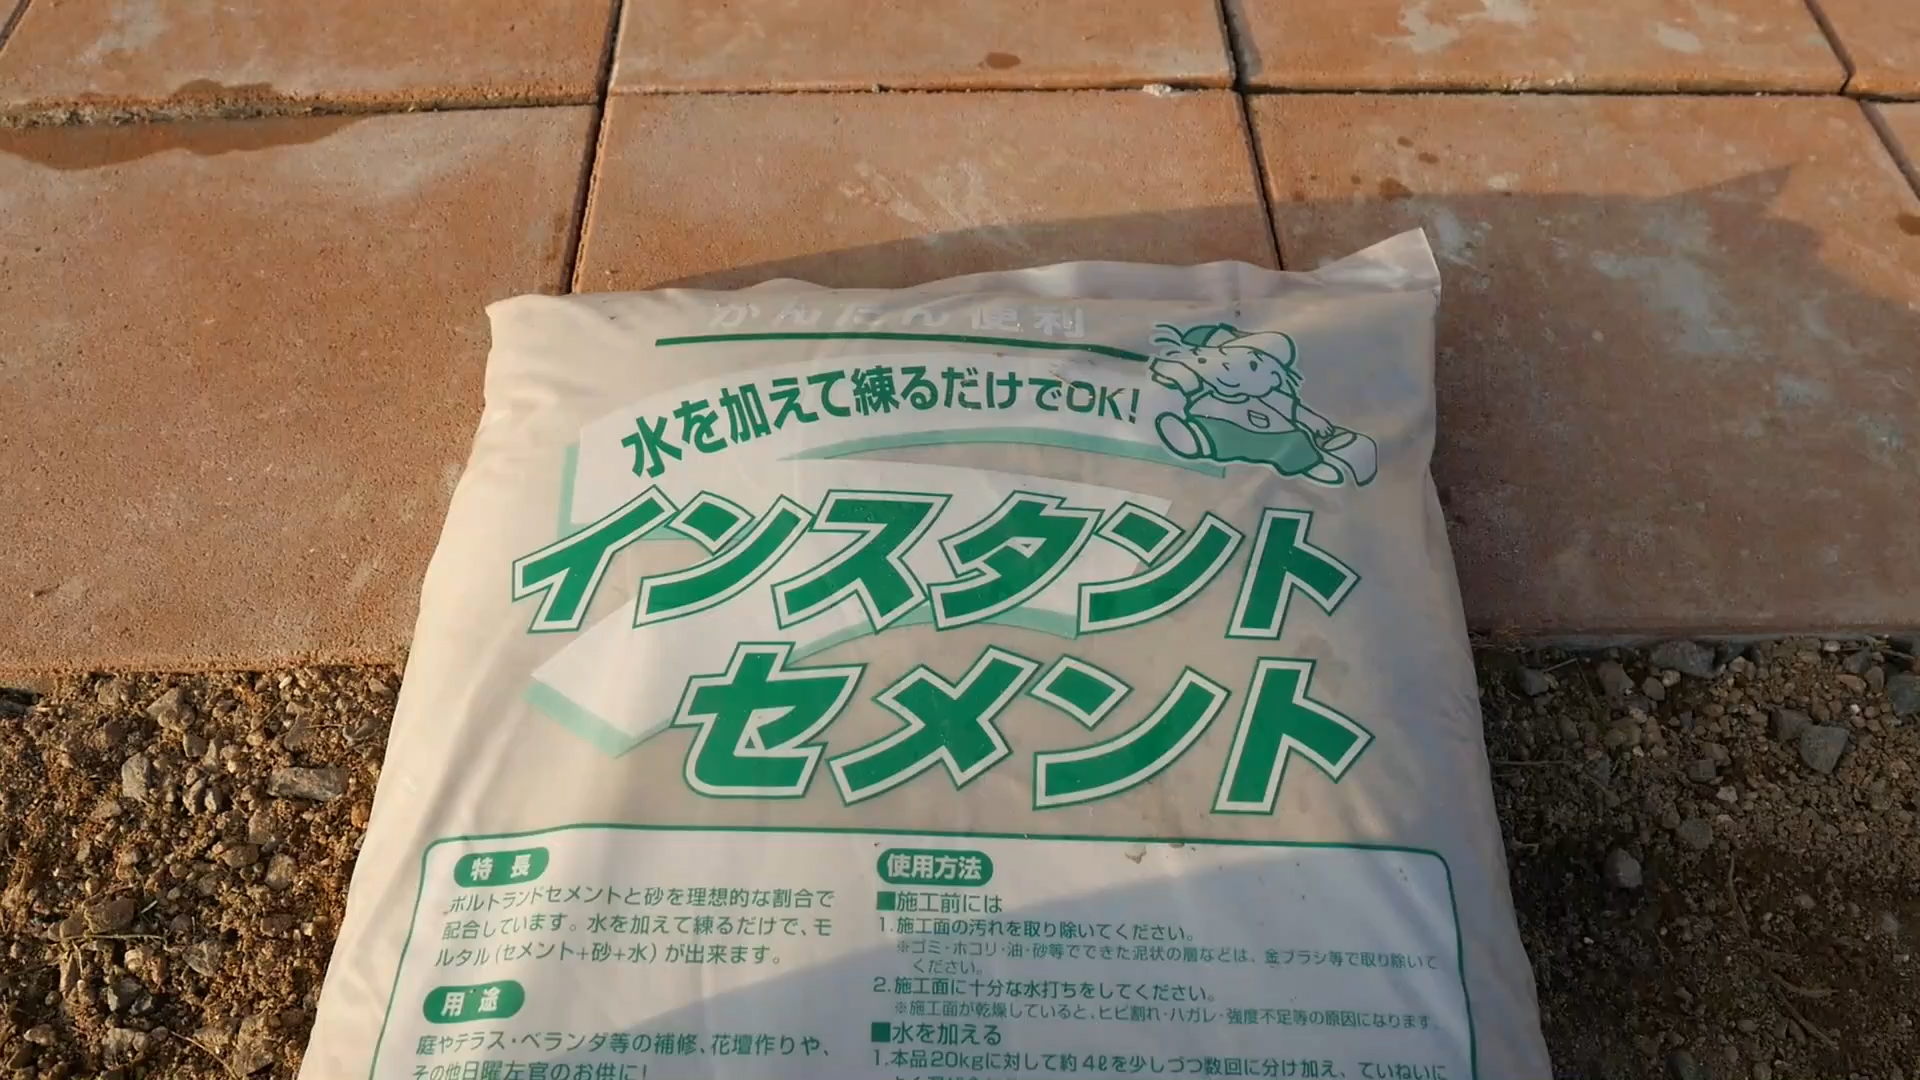 かんたん便利
水を加えて練るだけでOK!
インスタント
セメント
特長
ポルトランドセメントと砂を理想的な割合で
配合しています。水を加えて練るだけで、モ
ルタル(セメント+砂+水)が出来ます。
用途
庭やテラス・ベランダ等の補修、花壇作りや、
その他日曜左官のお供に!
使用方法
■施工前には
1.施工面の汚れを取り除いてください。
※ゴミ・ホコリ・油・砂等でできた泥状の層などは、金ブラシ等で取り除いて
ください。
2.施工面に十分な水打ちをしてください。
※施工面が乾燥していると、ヒビ割れ・ハガレ・強度不足等の原因になります。
■水を加える
1.本品20kgに対して約4ℓを少しづつ数回に分け加え、ていねいに